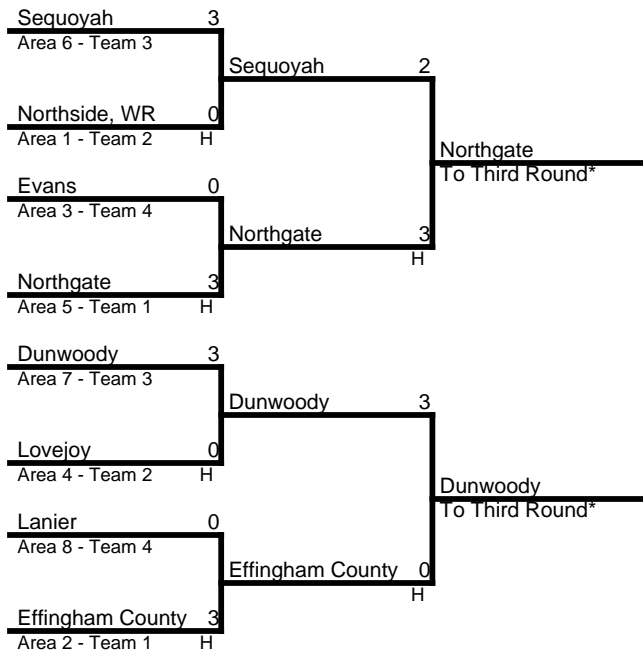 Sequoyah 3
Area 6 - Team 3
Sequoyah 2
Northside, WR 0
Area 1 - Team 2 H
Northgate
To Third Round*
Evans 0
Area 3 - Team 4
Northgate 3
H
Northgate 3
Area 5 - Team 1 H
Dunwoody 3
Area 7 - Team 3
Dunwoody 3
Lovejoy 0
Area 4 - Team 2 H
Dunwoody
To Third Round*
Lanier 0
Area 8 - Team 4
Effingham County 0
H
Effingham County 3
Area 2 - Team 1 H